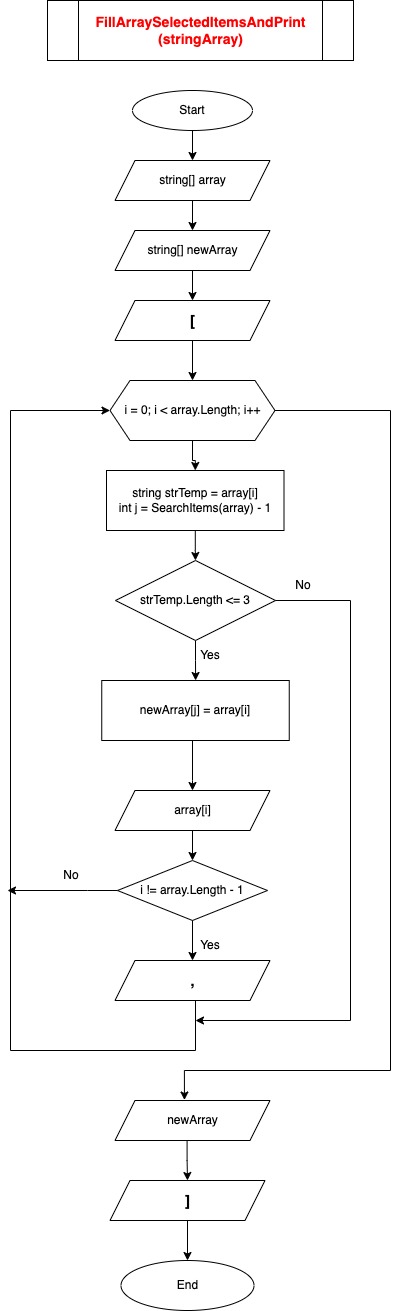 FillArraySelectedItemsAndPrint
(stringArray)
Start
string[] array
string[] newArray
[
i = 0; i < array.Length; i++
string strTemp = array[i]
int j = SearchItems(array) - 1
strTemp.Length <= 3
No
Yes
newArray[j] = array[i]
array[i]
i != array.Length - 1
No
Yes
,
newArray
]
End